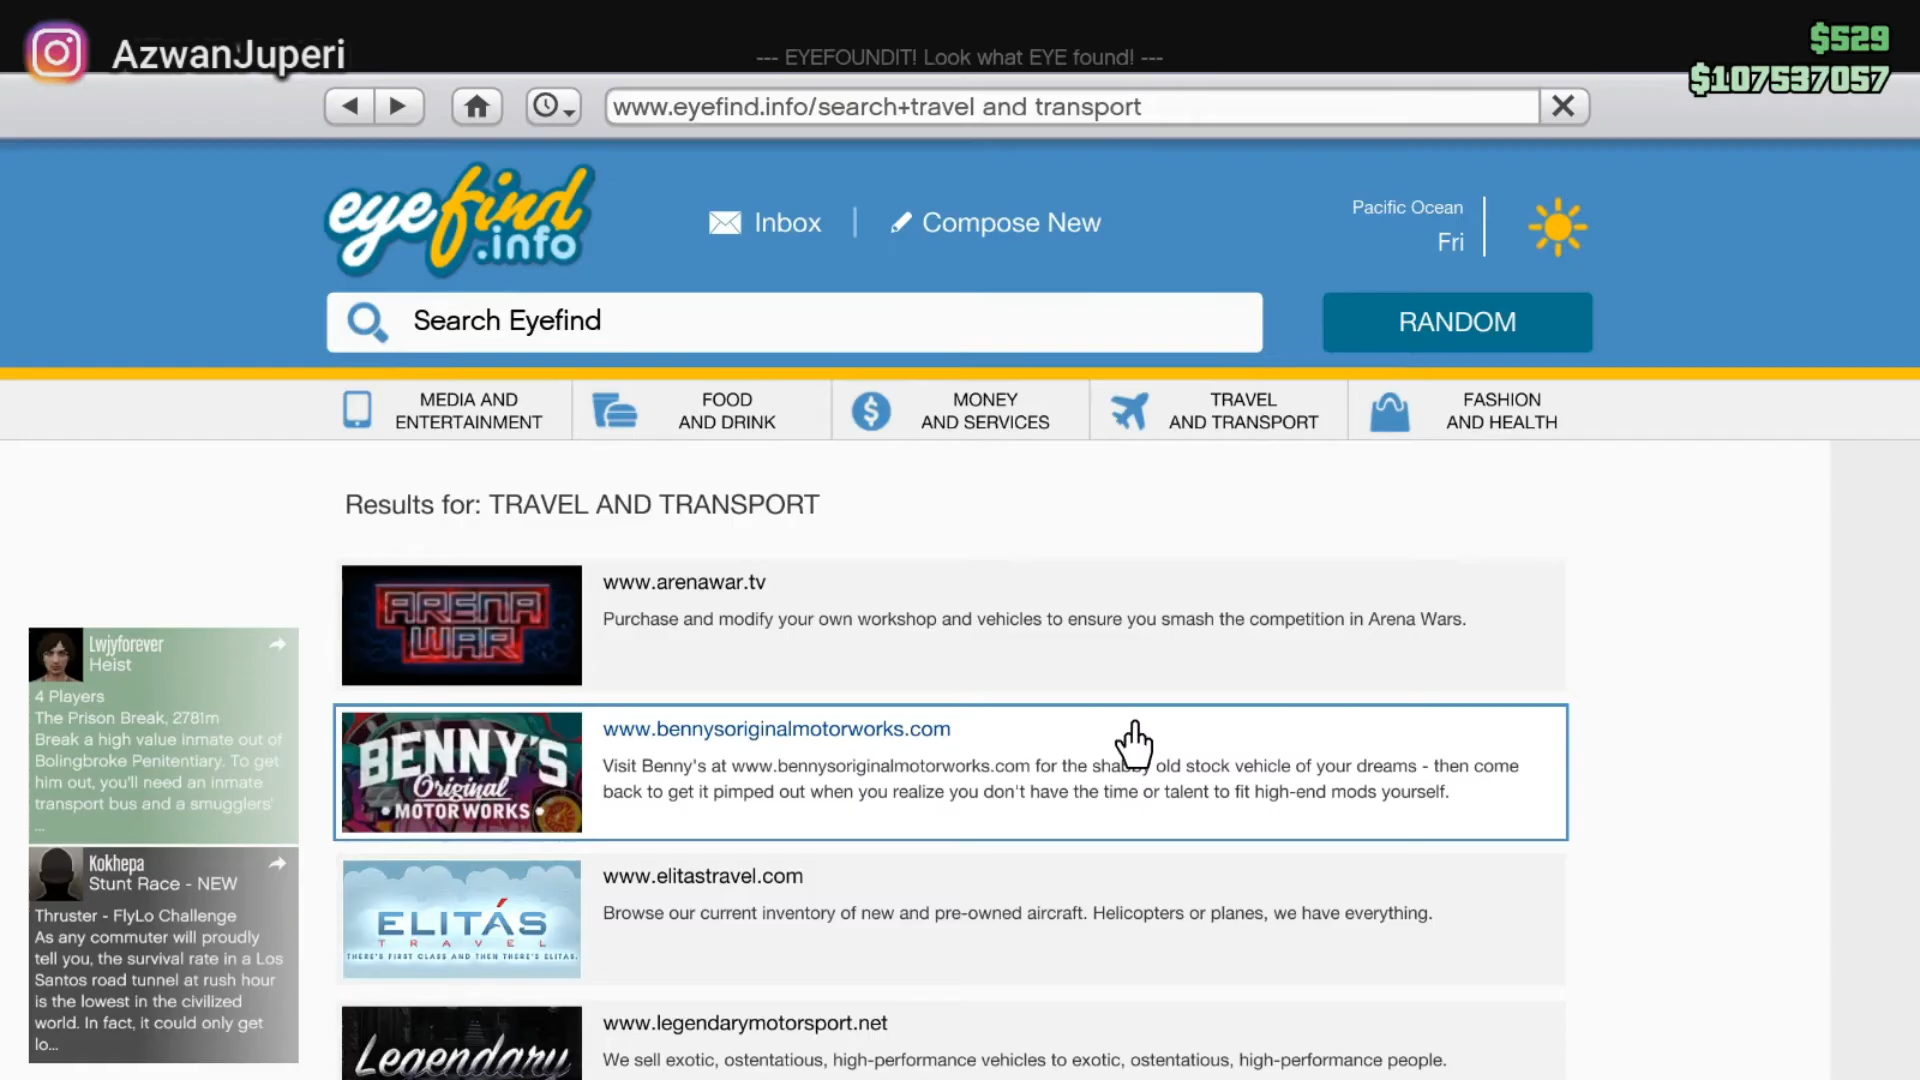 AzwanJuperi
--- EYEFOUNDIT! Look what EYE found! ---
$529
$107537057
www.eyefind.info/search+travel and transport
eyefind
.info
Inbox
Compose New
Pacific Ocean
Fri
Search Eyefind
RANDOM
MEDIA AND
ENTERTAINMENT
FOOD
AND DRINK
MONEY
AND SERVICES
TRAVEL
AND TRANSPORT
FASHION
AND HEALTH
Results for: TRAVEL AND TRANSPORT
ARENA
WAR
www.arenawar.tv
Purchase and modify your own workshop and vehicles to ensure you smash the competition in Arena Wars.
BENNY'S
Original
MOTOR WORKS
www.bennysoriginalmotorworks.com
Visit Benny's at www.bennysoriginalmotorworks.com for the shabby old stock vehicle of your dreams - then come
back to get it pimped out when you realize you don't have the time or talent to fit high-end mods yourself.
ELITÁS
TRAVEL
THERE'S FIRST CLASS AND THEN THERE'S ELITAS.
www.elitastravel.com
Browse our current inventory of new and pre-owned aircraft. Helicopters or planes, we have everything.
Legendary
www.legendarymotorsport.net
We sell exotic, ostentatious, high-performance vehicles to exotic, ostentatious, high-performance people.
Lwjyforever
Heist
4 Players
The Prison Break, 2781m
Break a high value inmate out of
Bolingbroke Penitentiary. To get
him out, you'll need an inmate
transport bus and a smugglers'
...
Kokhepa
Stunt Race - NEW
Thruster - FlyLo Challenge
As any commuter will proudly
tell you, the survival rate in a Los
Santos road tunnel at rush hour
is the lowest in the civilized
world. In fact, it could only get
lo...